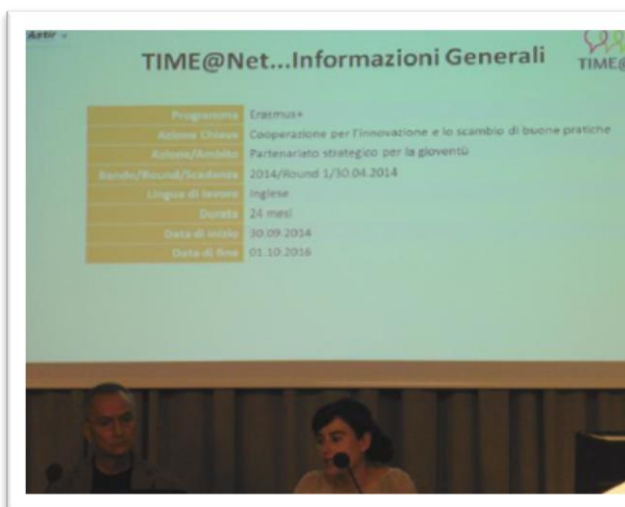 Astir
TIME@Net...Informazioni Generali
TIME@
Programma Erasmus+
Azione Chiave Cooperazione per l'innovazione e lo scambio di buone pratiche
Azione/Ambito Partenariato strategico per la gioventù
Bando/Round/Scadenza 2014/Round 1/30.04.2014
Lingua di lavoro Inglese
Durata 24 mesi
Data di inizio 30.09.2014
Data di fine 01.10.2016